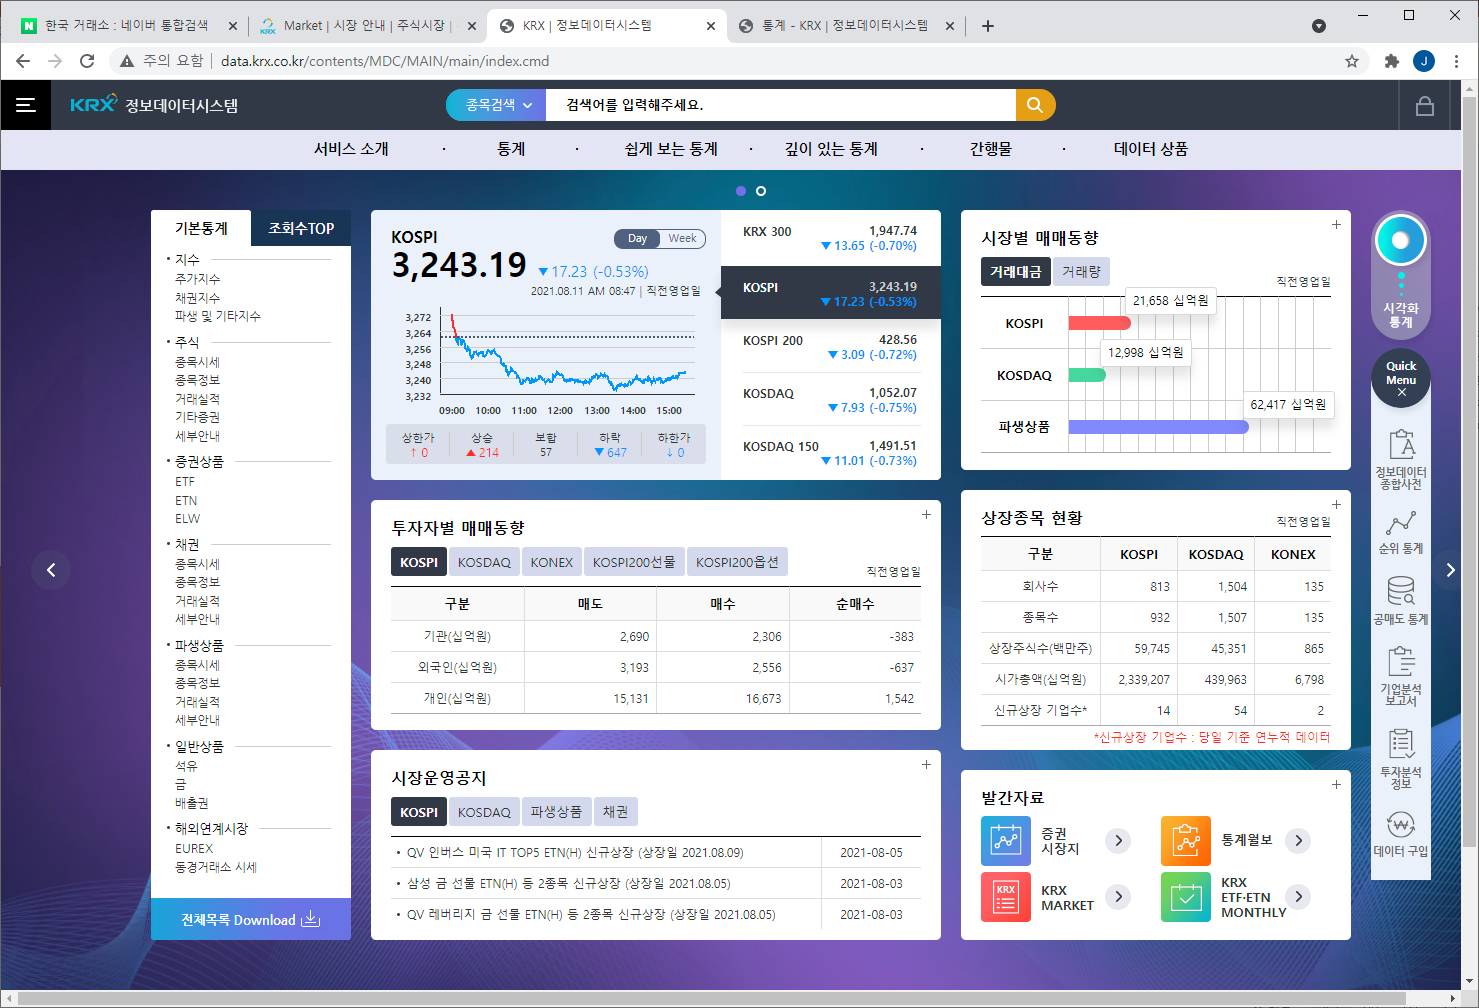 한국 거래소 : 네이버 통합검색
Market | 시장 안내 | 주식시장 |
KRX | 정보데이터시스템
통계 - KRX | 정보데이터시스템
주의 요함 | data.krx.co.kr/contents/MDC/MAIN/main/index.cmd
J
KRX 정보데이터시스템
종목검색
검색어를 입력해주세요.
서비스 소개 · 통계 · 쉽게 보는 통계 · 깊이 있는 통계 · 간행물 · 데이터 상품
기본통계 조회수TOP
• 지수
주가지수
채권지수
파생 및 기타지수
• 주식
종목시세
종목정보
거래실적
기타증권
세부안내
• 증권상품
ETF
ETN
ELW
• 채권
종목시세
종목정보
거래실적
세부안내
• 파생상품
종목시세
종목정보
거래실적
세부안내
• 일반상품
석유
금
배출권
• 해외연계시장
EUREX
동경거래소 시세
전체목록 Download
KOSPI
Day Week
3,243.19 ▼17.23 (-0.53%)
2021.08.11 AM 08:47 | 직전영업일
3,272
3,264
3,256
3,248
3,240
3,232
09:00 10:00 11:00 12:00 13:00 14:00 15:00
상한가 상승 보합 하락 하한가
↑ 0 ▲ 214 57 ▼ 647 ↓ 0
KRX 300 1,947.74
▼ 13.65 (-0.70%)
KOSPI 3,243.19
▼ 17.23 (-0.53%)
KOSPI 200 428.56
▼ 3.09 (-0.72%)
KOSDAQ 1,052.07
▼ 7.93 (-0.75%)
KOSDAQ 150 1,491.51
▼ 11.01 (-0.73%)
투자자별 매매동향
KOSPI KOSDAQ KONEX KOSPI200선물 KOSPI200옵션
직전영업일
구분 매도 매수 순매수
기관(십억원) 2,690 2,306 -383
외국인(십억원) 3,193 2,556 -637
개인(십억원) 15,131 16,673 1,542
시장운영공지
KOSPI KOSDAQ 파생상품 채권
• QV 인버스 미국 IT TOP5 ETN(H) 신규상장 (상장일 2021.08.09) 2021-08-05
• 삼성 금 선물 ETN(H) 등 2종목 신규상장 (상장일 2021.08.05) 2021-08-03
• QV 레버리지 금 선물 ETN(H) 등 2종목 신규상장 (상장일 2021.08.05) 2021-08-03
시장별 매매동향
거래대금 거래량
직전영업일
21,658 십억원
KOSPI
12,998 십억원
KOSDAQ
62,417 십억원
파생상품
상장종목 현황
직전영업일
구분 KOSPI KOSDAQ KONEX
회사수 813 1,504 135
종목수 932 1,507 135
상장주식수(백만주) 59,745 45,351 865
시가총액(십억원) 2,339,207 439,963 6,798
신규상장 기업수* 14 54 2
*신규상장 기업수 : 당일 기준 연누적 데이터
발간자료
증권
시장지
통계월보
KRX
KRX
MARKET
KRX
ETF·ETN
MONTHLY
시각화
통계
Quick
Menu
정보데이터
종합사전
순위 통계
공매도 통계
기업분석
보고서
투자분석
정보
데이터 구입